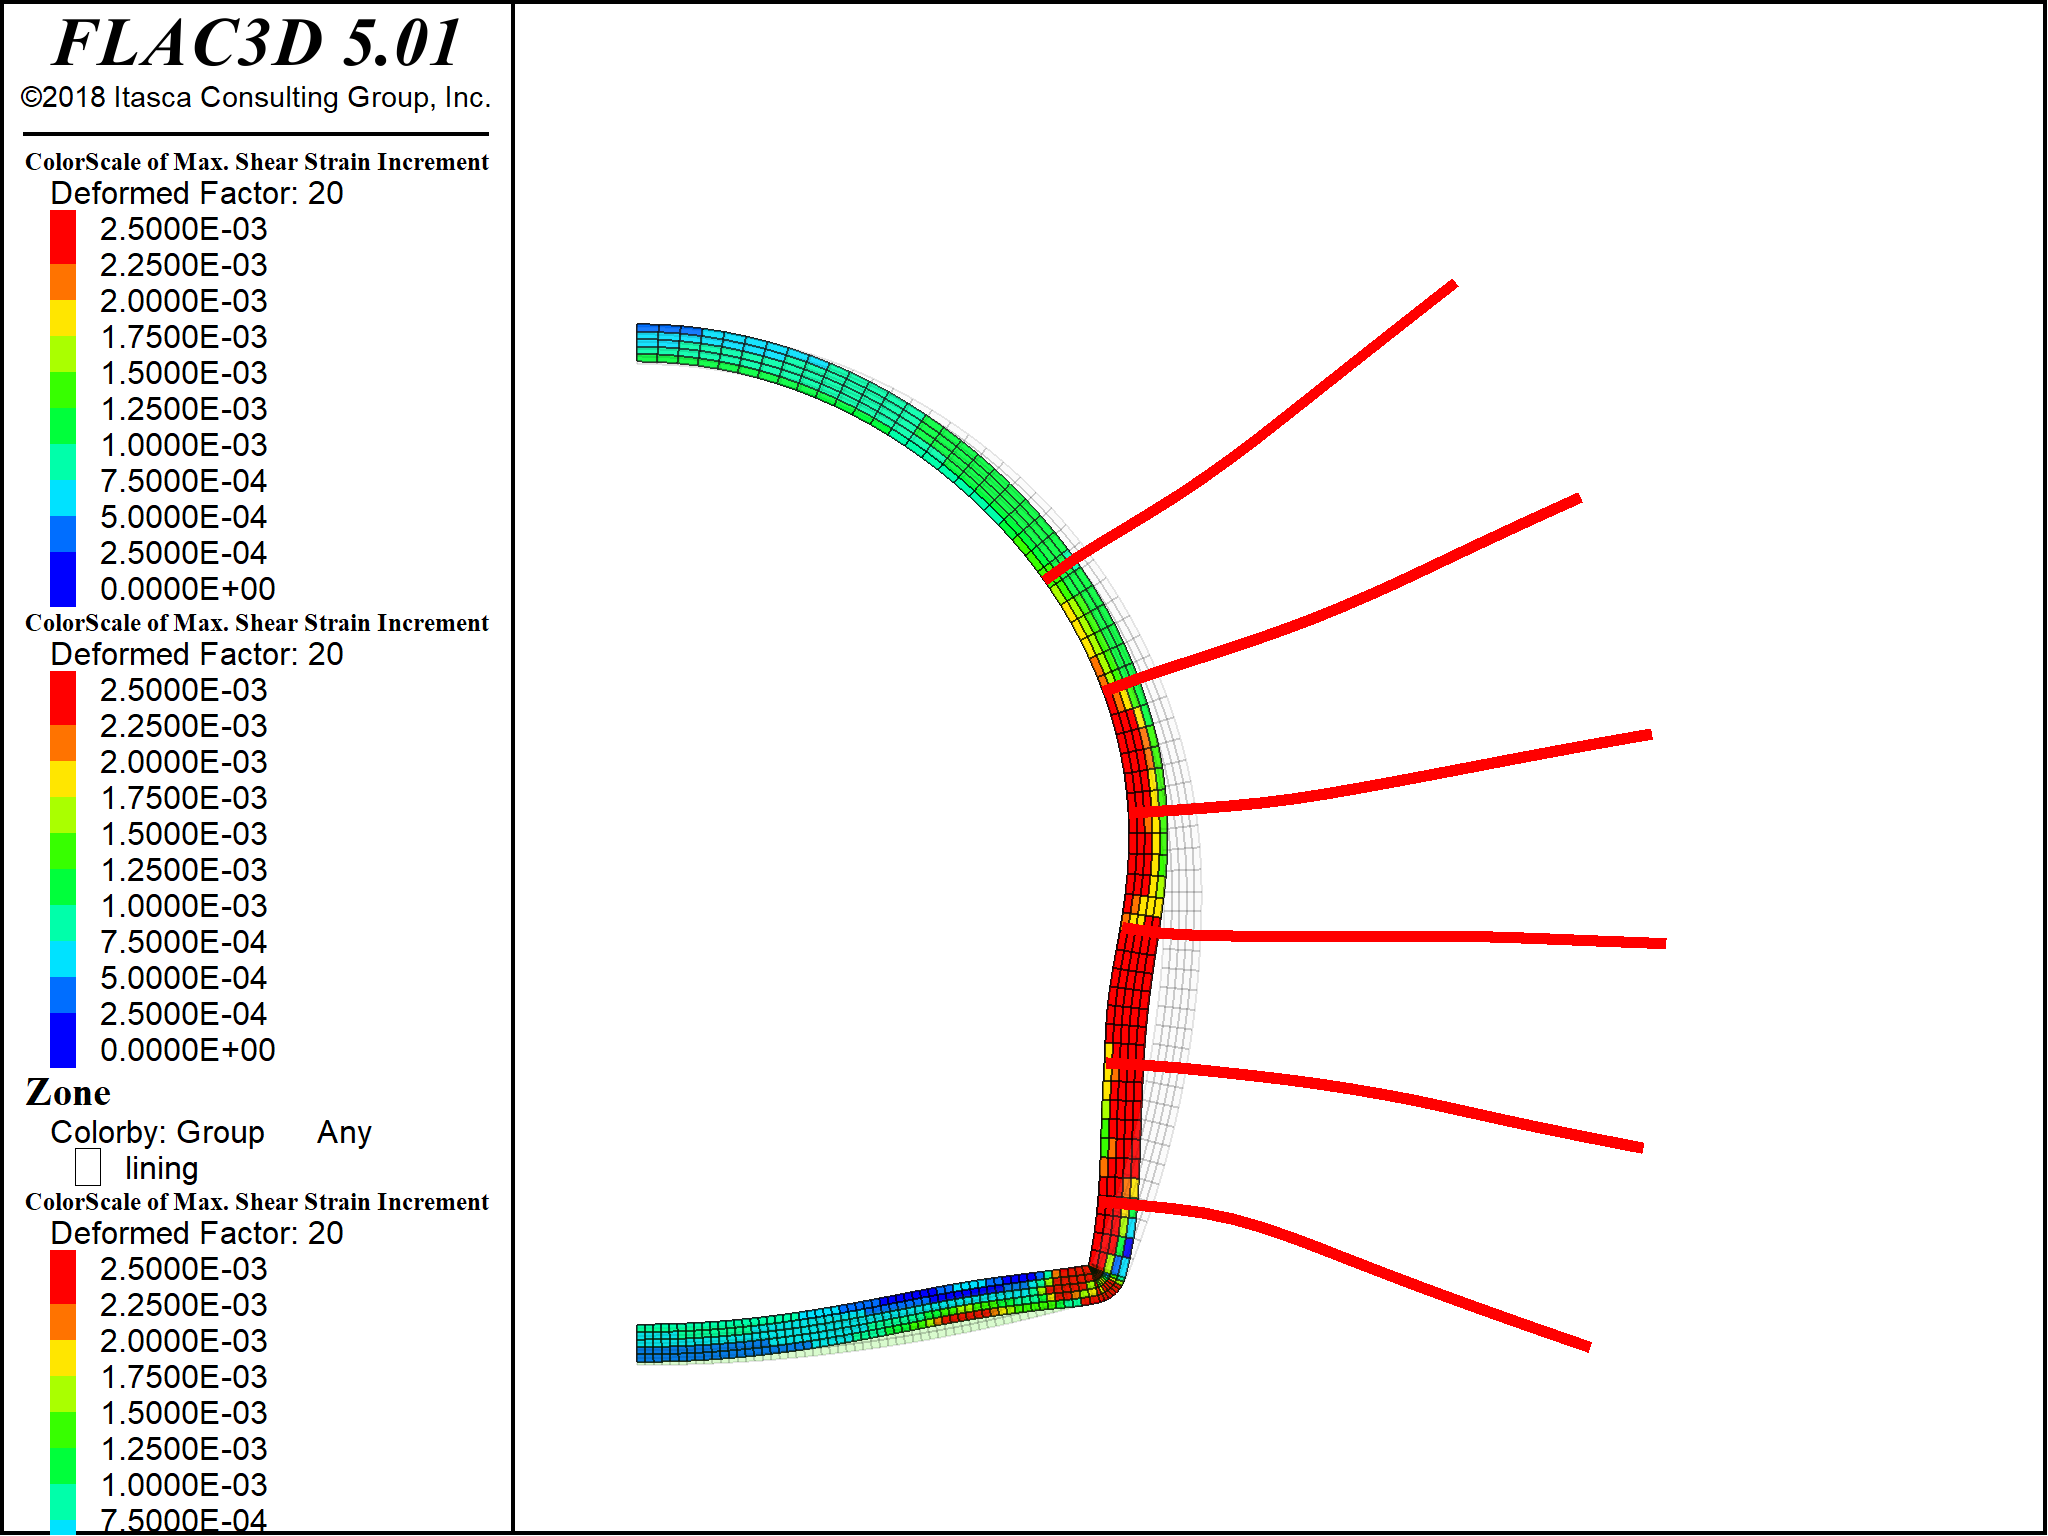 FLAC3D 5.01
©2018 Itasca Consulting Group, Inc.
ColorScale of Max. Shear Strain Increment
Deformed Factor: 20
2.5000E-03
2.2500E-03
2.0000E-03
1.7500E-03
1.5000E-03
1.2500E-03
1.0000E-03
7.5000E-04
5.0000E-04
2.5000E-04
0.0000E+00
ColorScale of Max. Shear Strain Increment
Deformed Factor: 20
2.5000E-03
2.2500E-03
2.0000E-03
1.7500E-03
1.5000E-03
1.2500E-03
1.0000E-03
7.5000E-04
5.0000E-04
2.5000E-04
0.0000E+00
Zone
Colorby: Group Any
lining
ColorScale of Max. Shear Strain Increment
Deformed Factor: 20
2.5000E-03
2.2500E-03
2.0000E-03
1.7500E-03
1.5000E-03
1.2500E-03
1.0000E-03
7.5000E-04